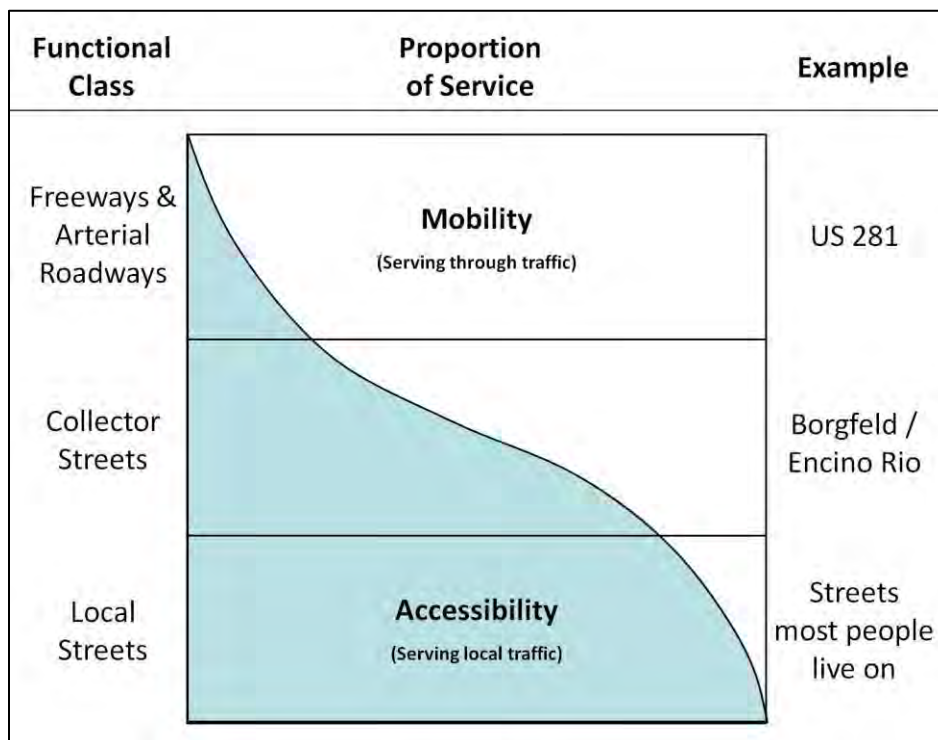 Functional
Class
Proportion
of Service
Example
Freeways &
Arterial
Roadways
Mobility
(Serving through traffic)
US 281
Collector
Streets
Borgfeld /
Encino Rio
Local
Streets
Accessibility
(Serving local traffic)
Streets
most people
live on